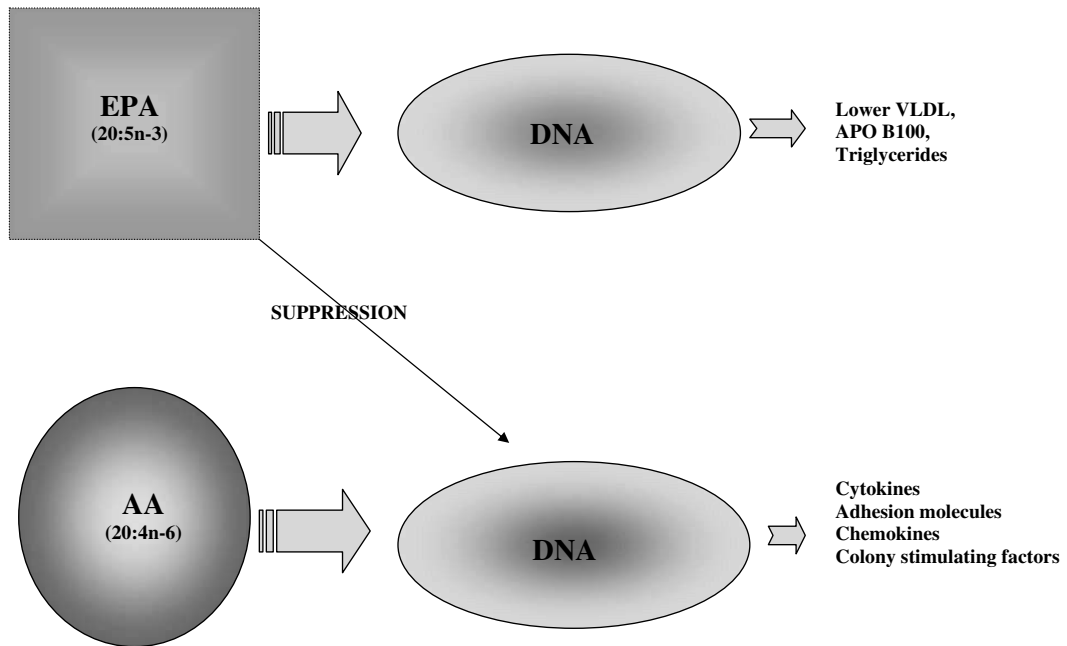 EPA
(20:5n-3)
DNA
Lower VLDL,
APO B100,
Triglycerides
SUPPRESSION
AA
(20:4n-6)
DNA
Cytokines
Adhesion molecules
Chemokines
Colony stimulating factors